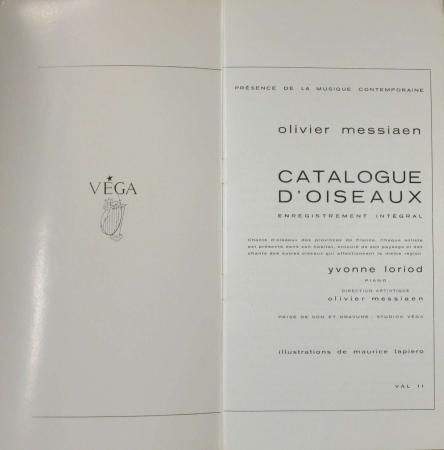 VÉGA
PRÉSENCE DE LA MUSIQUE CONTEMPORAINE
olivier messiaen
CATALOGUE
D'OISEAUX
ENREGISTREMENT INTÉGRAL
Chants d'oiseaux des provinces de France. Chaque soliste
est présenté dans son habitat, entouré de son paysage et des
chants des autres oiseaux qui affectionnent la même région
yvonne loriod
PIANO
DIRECTION ARTISTIQUE
olivier messiaen
PRISE DE SON ET GRAVURE : STUDIOS VÉGA
illustrations de maurice tapiero
VAL 11